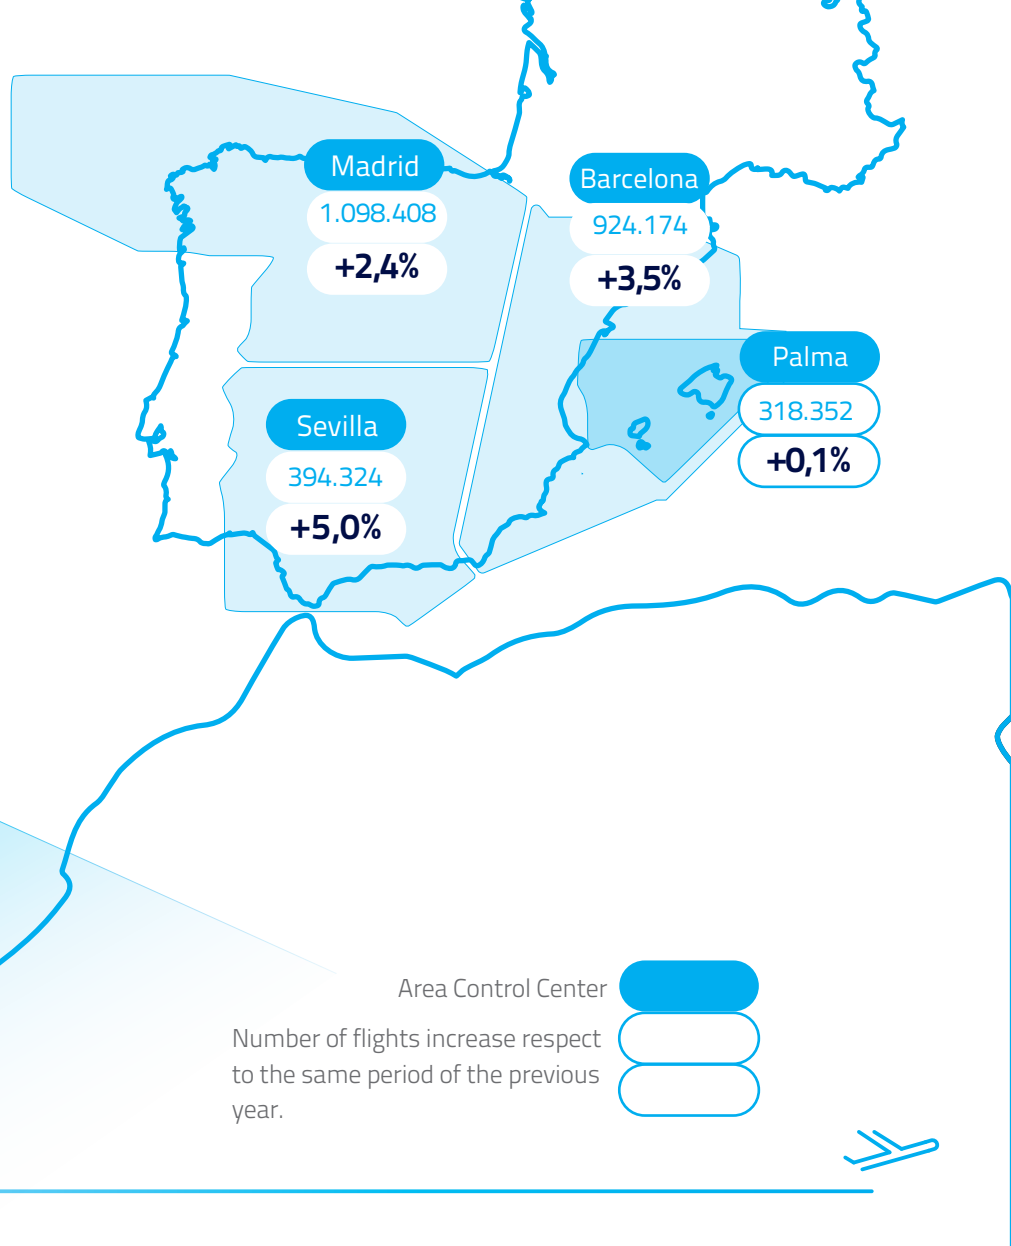 Madrid
1.098.408
+2,4%
Barcelona
924.174
+3,5%
Palma
318.352
+0,1%
Sevilla
394.324
+5,0%
Area Control Center
Number of flights increase respect
to the same period of the previous
year.